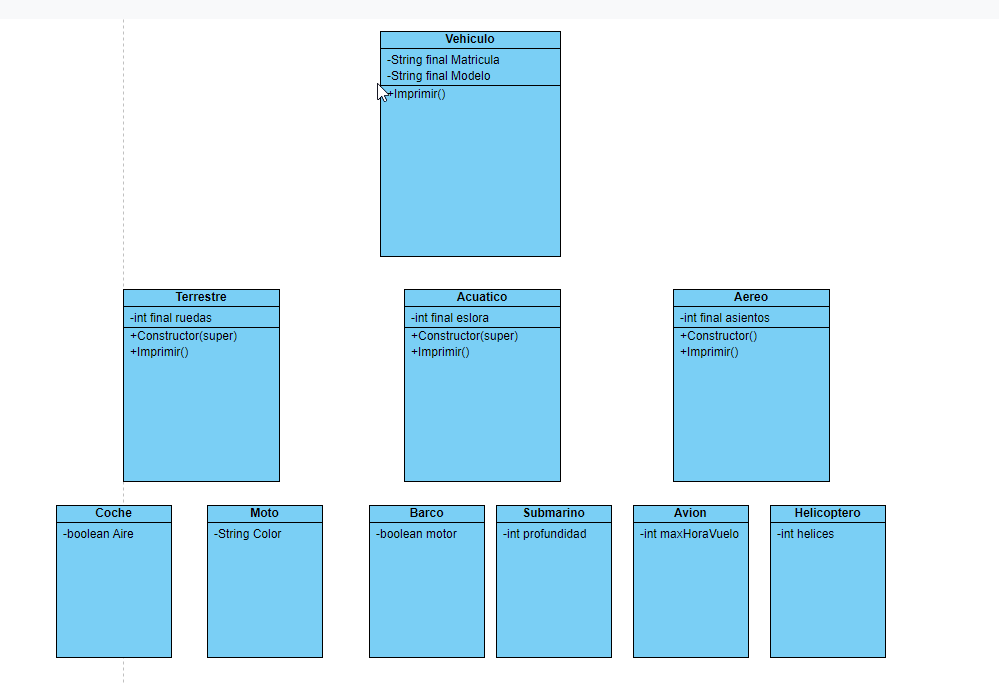 Vehiculo
-String final Matricula
-String final Modelo
+Imprimir()
Terrestre
-int final ruedas
+Constructor(super)
+Imprimir()
Acuatico
-int final eslora
+Constructor(super)
+Imprimir()
Aereo
-int final asientos
+Constructor()
+Imprimir()
Coche
-boolean Aire
Moto
-String Color
Barco
-boolean motor
Submarino
-int profundidad
Avion
-int maxHoraVuelo
Helicoptero
-int helices